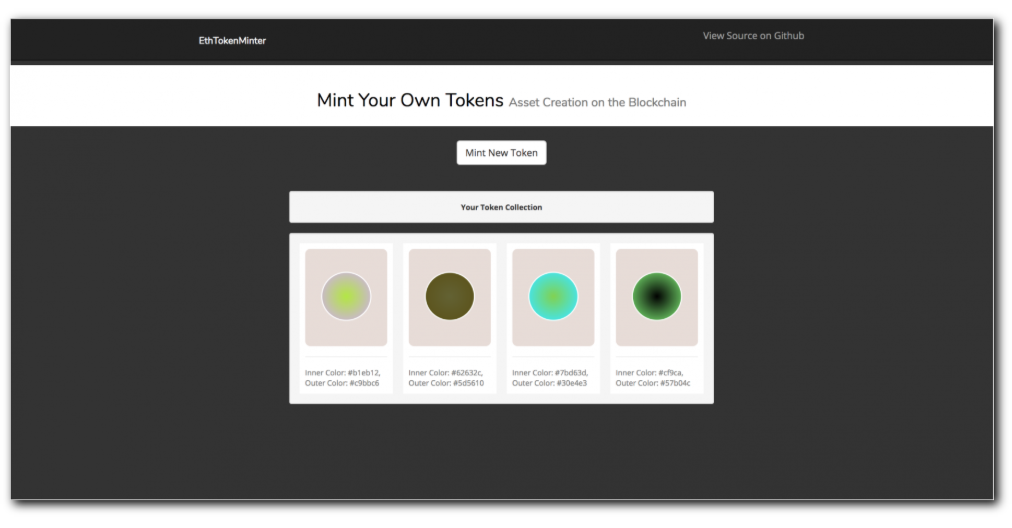 EthTokenMinter
View Source on Github
Mint Your Own Tokens Asset Creation on the Blockchain
Mint New Token
Your Token Collection
Inner Color: #b1eb12,
Outer Color: #c9bbc6
Inner Color: #62632c,
Outer Color: #5d5610
Inner Color: #7bd63d,
Outer Color: #30e4e3
Inner Color: #cf9ca,
Outer Color: #57b04c